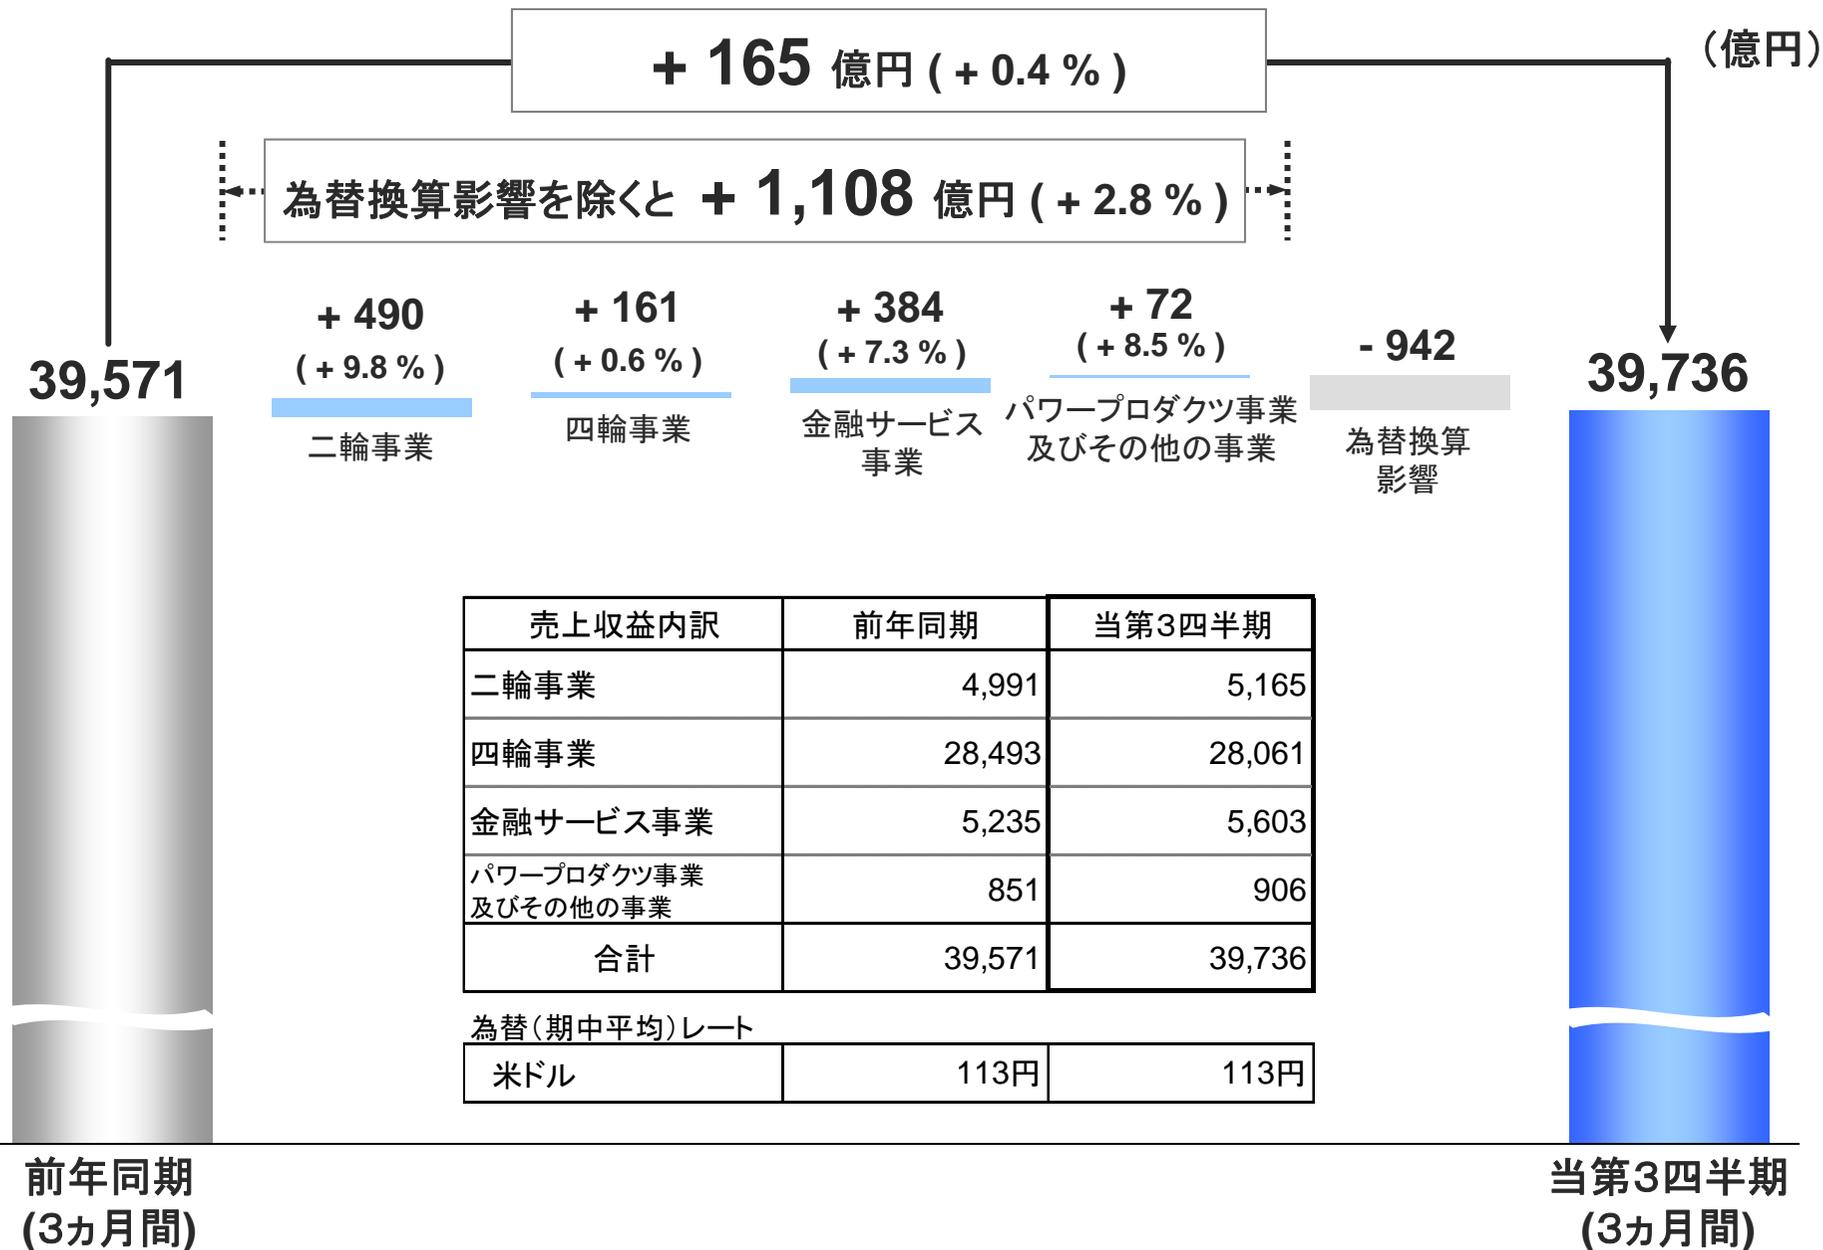 + 165 億円 ( + 0.4 % )
（億円）
為替換算影響を除くと + 1,108 億円 ( + 2.8 % )
39,571
+ 490
( + 9.8 % )
二輪事業
+ 161
( + 0.6 % )
四輪事業
+ 384
( + 7.3 % )
金融サービス
事業
+ 72
( + 8.5 % )
パワープロダクツ事業
及びその他の事業
- 942
為替換算
影響
39,736
売上収益内訳 前年同期 当第３四半期
二輪事業 4,991 5,165
四輪事業 28,493 28,061
金融サービス事業 5,235 5,603
パワープロダクツ事業
及びその他の事業 851 906
合計 39,571 39,736
為替（期中平均）レート
米ドル 113円 113円
前年同期
(3ヵ月間)
当第３四半期
(3ヵ月間)